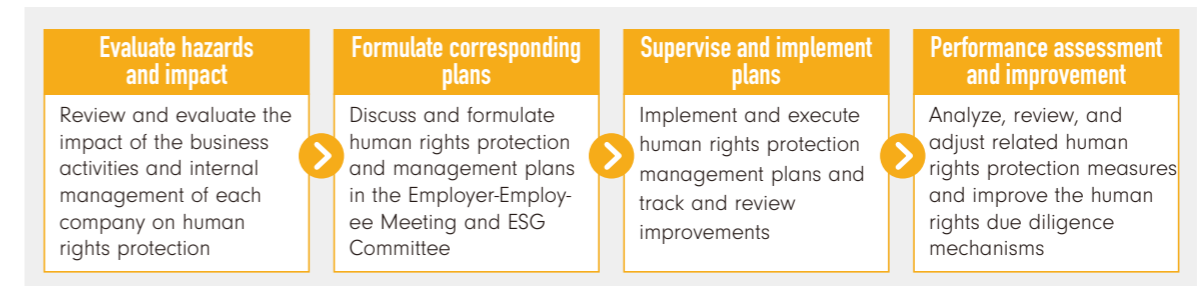 Evaluate hazards
and impact
Review and evaluate the
impact of the business
activities and internal
management of each
company on human
rights protection
Formulate corresponding
plans
Discuss and formulate
human rights protection
and management plans
in the Employer-Employ-
ee Meeting and ESG
Committee
Supervise and implement
plans
Implement and execute
human rights protection
management plans and
track and review
improvements
Performance assessment
and improvement
Analyze, review, and
adjust related human
rights protection measures
and improve the human
rights due diligence
mechanisms